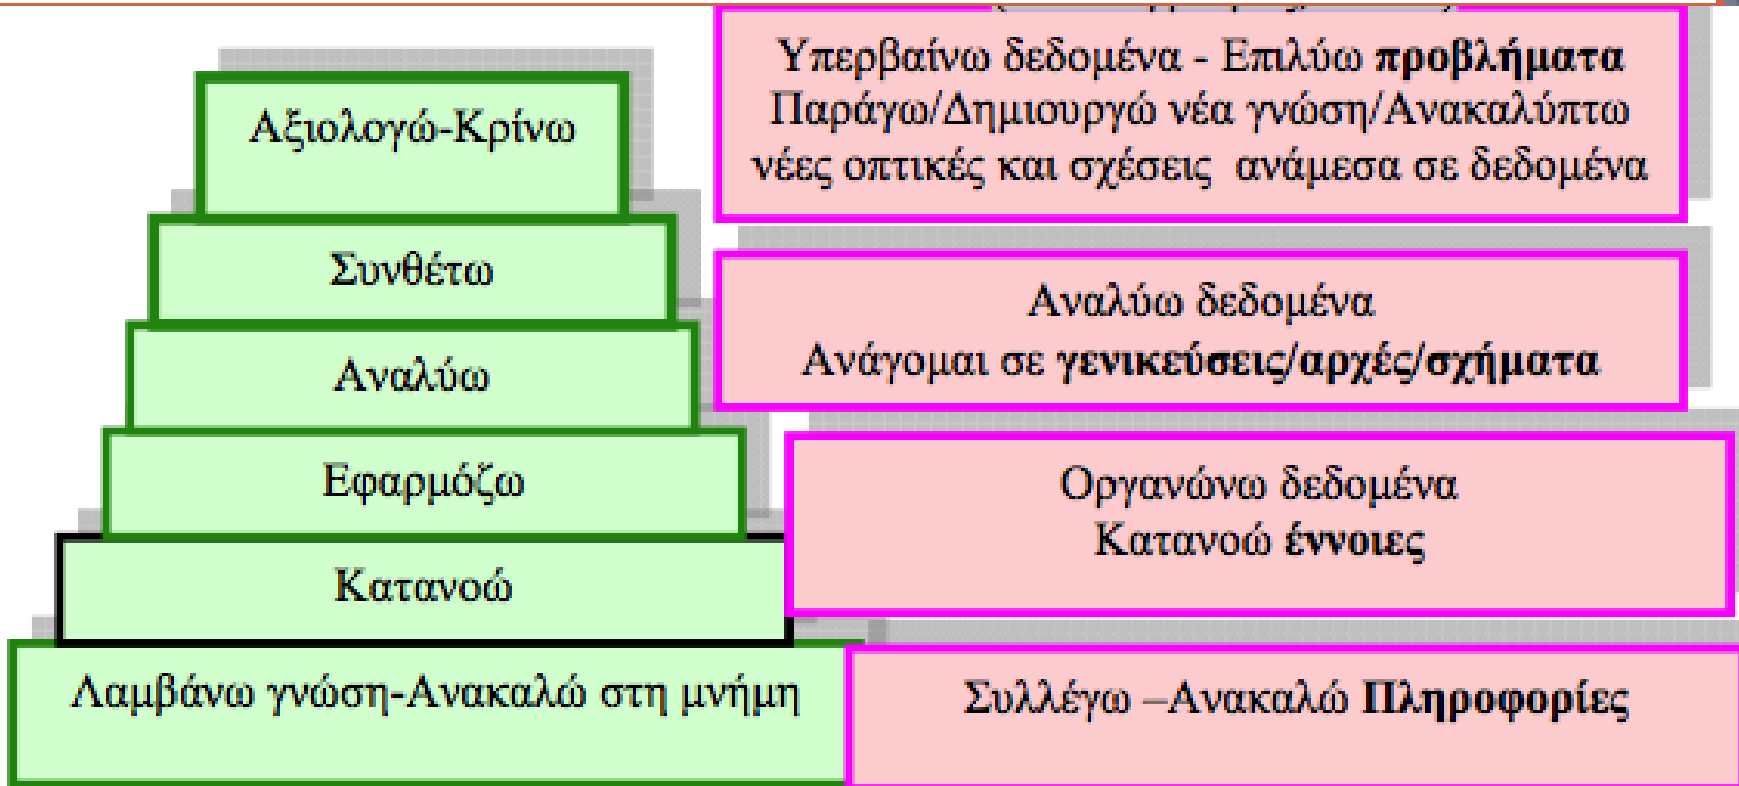 Αξιολογώ-Κρίνω
Συνθέτω
Αναλύω
Εφαρμόζω
Κατανοώ
Λαμβάνω γνώση-Ανακαλώ στη μνήμη
Υπερβαίνω δεδομένα - Επιλύω προβλήματα
Παράγω/Δημιουργώ νέα γνώση/Ανακαλύπτω
νέες οπτικές και σχέσεις ανάμεσα σε δεδομένα
Αναλύω δεδομένα
Ανάγομαι σε γενικεύσεις/αρχές/σχήματα
Οργανώνω δεδομένα
Κατανοώ έννοιες
Συλλέγω –Ανακαλώ Πληροφορίες